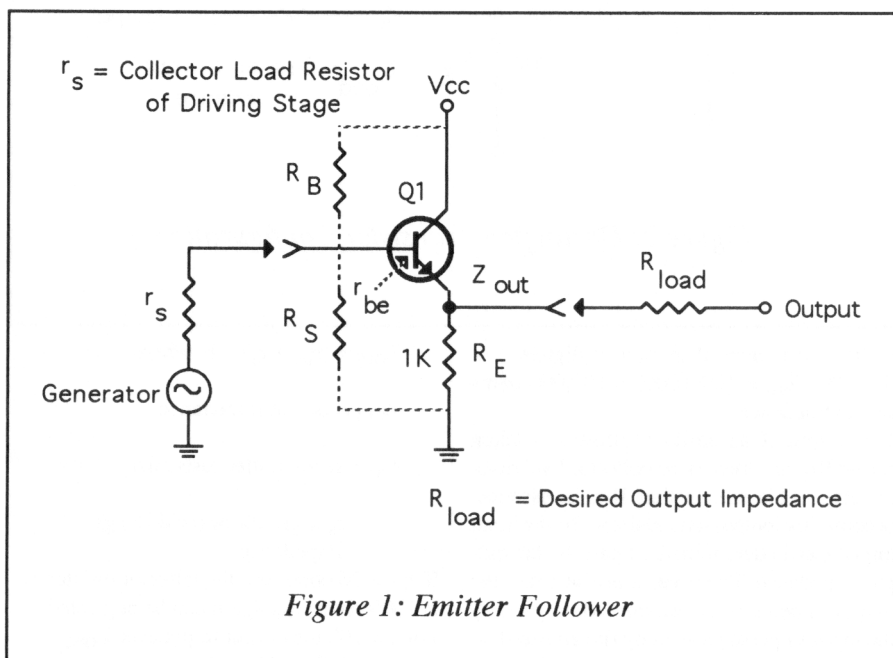 r s = Collector Load Resistor
of Driving Stage
Vcc
R B
Q1
r s
r be
R S
Z out
R load
Output
1K
R E
Generator
R load = Desired Output Impedance
Figure 1: Emitter Follower